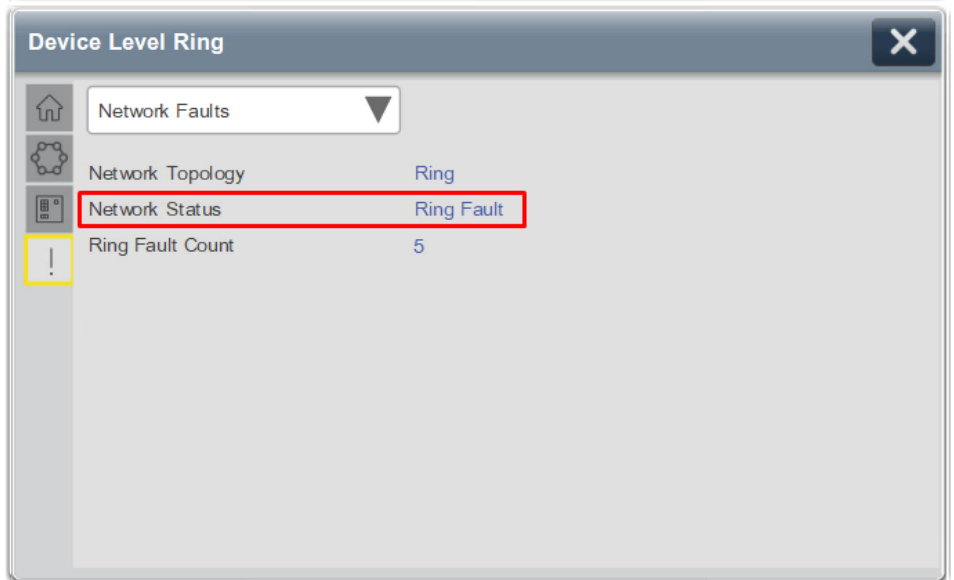 Device Level Ring
Network Faults
Network Topology Ring
Network Status Ring Fault
Ring Fault Count 5